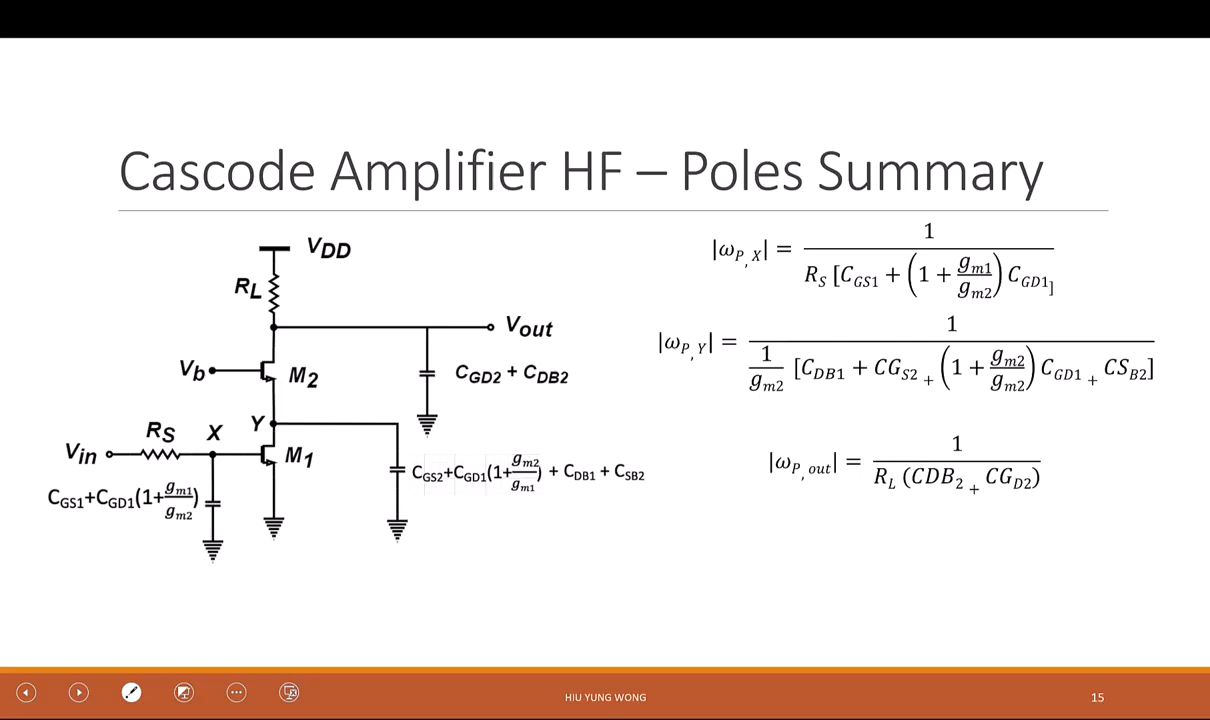 Cascode Amplifier HF – Poles Summary
V_DD
R_L
V_out
V_b
M_2
C_GD2 + C_DB2
R_S
X
Y
V_in
M_1
C_GS1+C_GD1(1+g_m1/g_m2)
C_GS2+C_GD1(1+g_m2/g_m1) + C_DB1 + C_SB2
|ω_P,X| = 1 / R_S [C_GS1 + (1 + g_m1/g_m2) C_GD1]
|ω_P,Y| = 1 / (1/g_m2) [C_DB1 + CG_S2 + (1 + g_m2/g_m2) C_GD1 + CS_B2]
|ω_P,out| = 1 / R_L (CDB_2 + CG_D2)
HIU YUNG WONG
15